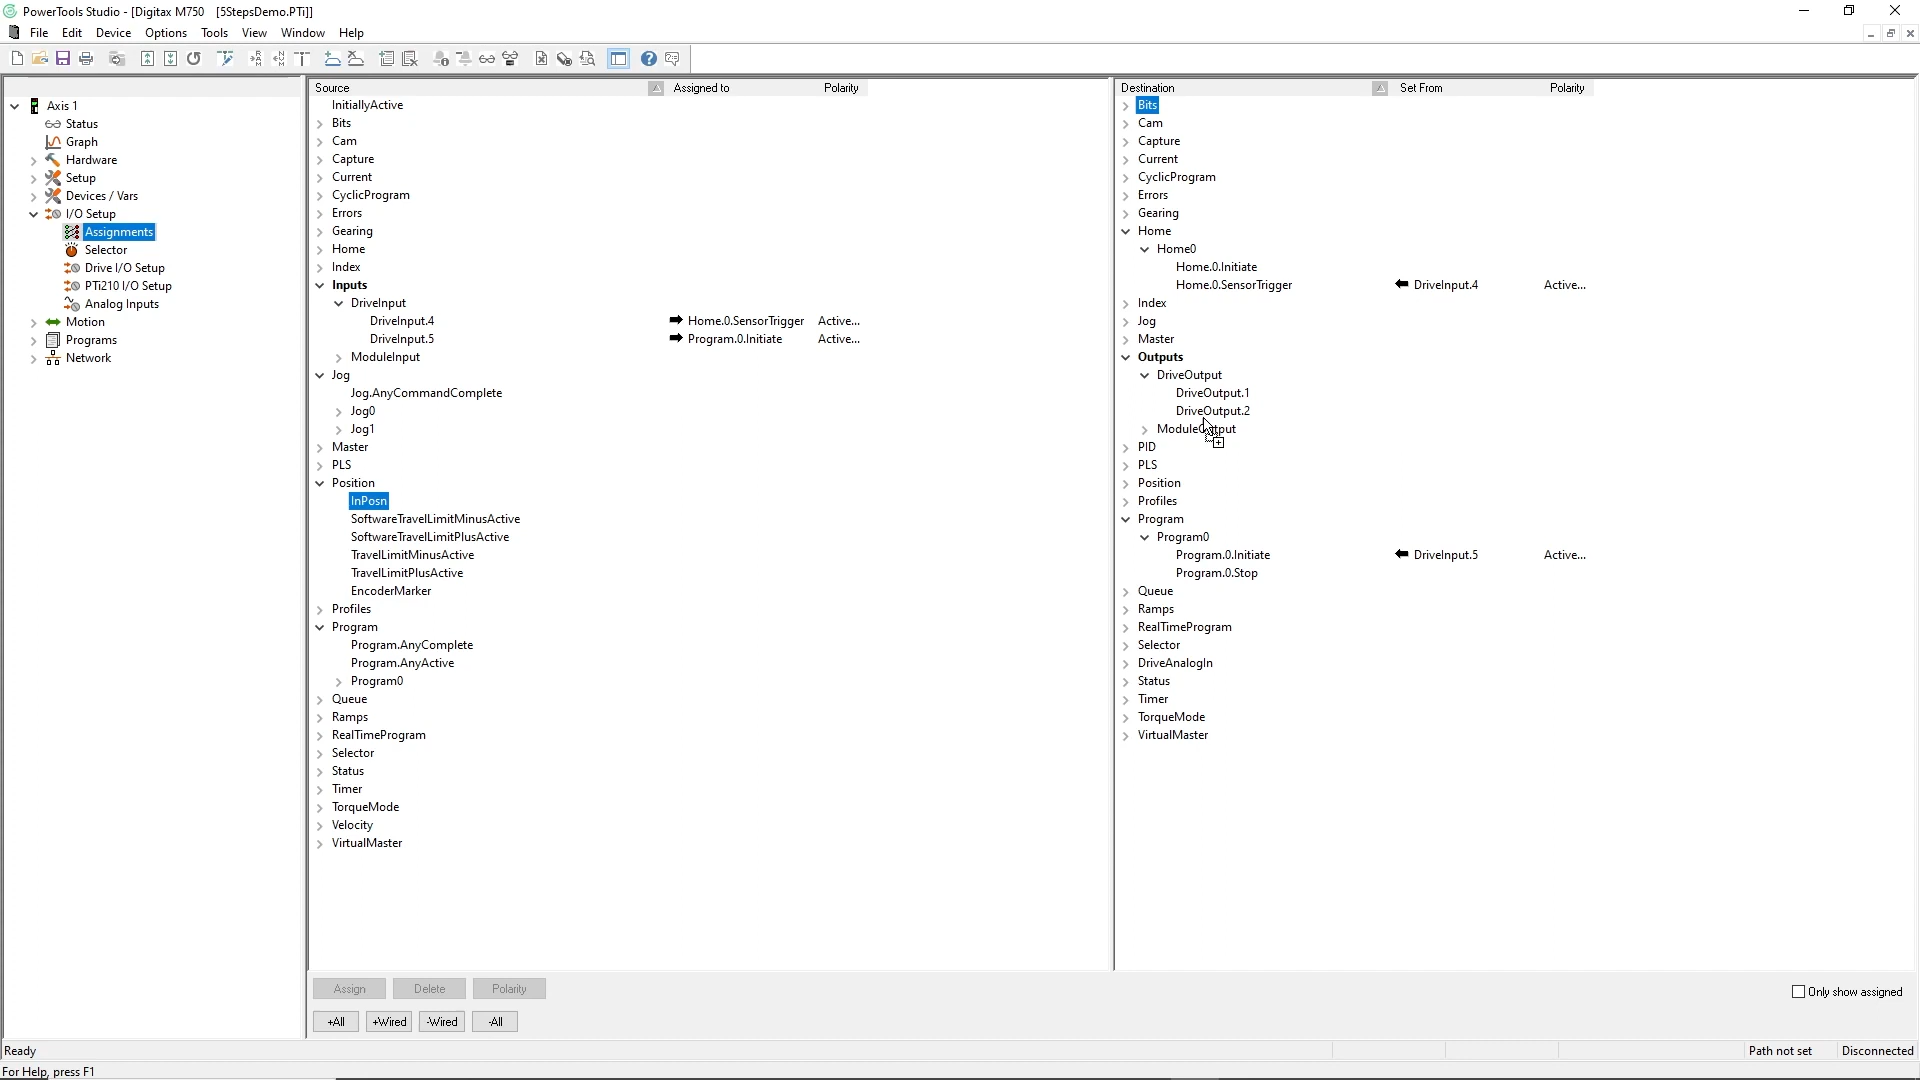 PowerTools Studio - [Digitax M750    [5StepsDemo.PTi]]
File Edit Device Options Tools View Window Help
Axis 1
Status
Graph
Hardware
Setup
Devices / Vars
I/O Setup
Assignments
Selector
Drive I/O Setup
PTi210 I/O Setup
Analog Inputs
Motion
Programs
Network
Source Assigned to Polarity
InitiallyActive
Bits
Cam
Capture
Current
CyclicProgram
Errors
Gearing
Home
Index
Inputs
DriveInput
DriveInput.4 Home.0.SensorTrigger Active...
DriveInput.5 Program.0.Initiate Active...
ModuleInput
Jog
Jog.AnyCommandComplete
Jog0
Jog1
Master
PLS
Position
InPosn
SoftwareTravelLimitMinusActive
SoftwareTravelLimitPlusActive
TravelLimitMinusActive
TravelLimitPlusActive
EncoderMarker
Profiles
Program
Program.AnyComplete
Program.AnyActive
Program0
Queue
Ramps
RealTimeProgram
Selector
Status
Timer
TorqueMode
Velocity
VirtualMaster
Destination Set From Polarity
Bits
Cam
Capture
Current
CyclicProgram
Errors
Gearing
Home
Home0
Home.0.Initiate
Home.0.SensorTrigger DriveInput.4 Active...
Index
Jog
Master
Outputs
DriveOutput
DriveOutput.1
DriveOutput.2
ModuleOutput
PID
PLS
Position
Profiles
Program
Program0
Program.0.Initiate DriveInput.5 Active...
Program.0.Stop
Queue
Ramps
RealTimeProgram
Selector
DriveAnalogIn
Status
Timer
TorqueMode
VirtualMaster
Assign Delete Polarity
Only show assigned
+All +Wired -Wired -All
Ready Path not set Disconnected
For Help, press F1